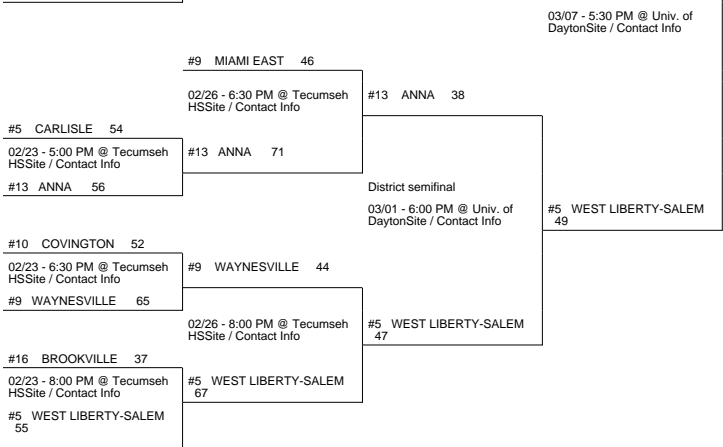 03/07 - 5:30 PM @ Univ. of
DaytonSite / Contact Info
#9 MIAMI EAST 46
02/26 - 6:30 PM @ Tecumseh
HSSite / Contact Info
#13 ANNA 38
#5 CARLISLE 54
02/23 - 5:00 PM @ Tecumseh
HSSite / Contact Info
#13 ANNA 71
#13 ANNA 56
District semifinal
03/01 - 6:00 PM @ Univ. of
DaytonSite / Contact Info
#5 WEST LIBERTY-SALEM
49
#10 COVINGTON 52
02/23 - 6:30 PM @ Tecumseh
HSSite / Contact Info
#9 WAYNESVILLE 44
#9 WAYNESVILLE 65
02/26 - 8:00 PM @ Tecumseh
HSSite / Contact Info
#5 WEST LIBERTY-SALEM
47
#16 BROOKVILLE 37
02/23 - 8:00 PM @ Tecumseh
HSSite / Contact Info
#5 WEST LIBERTY-SALEM
67
#5 WEST LIBERTY-SALEM
55